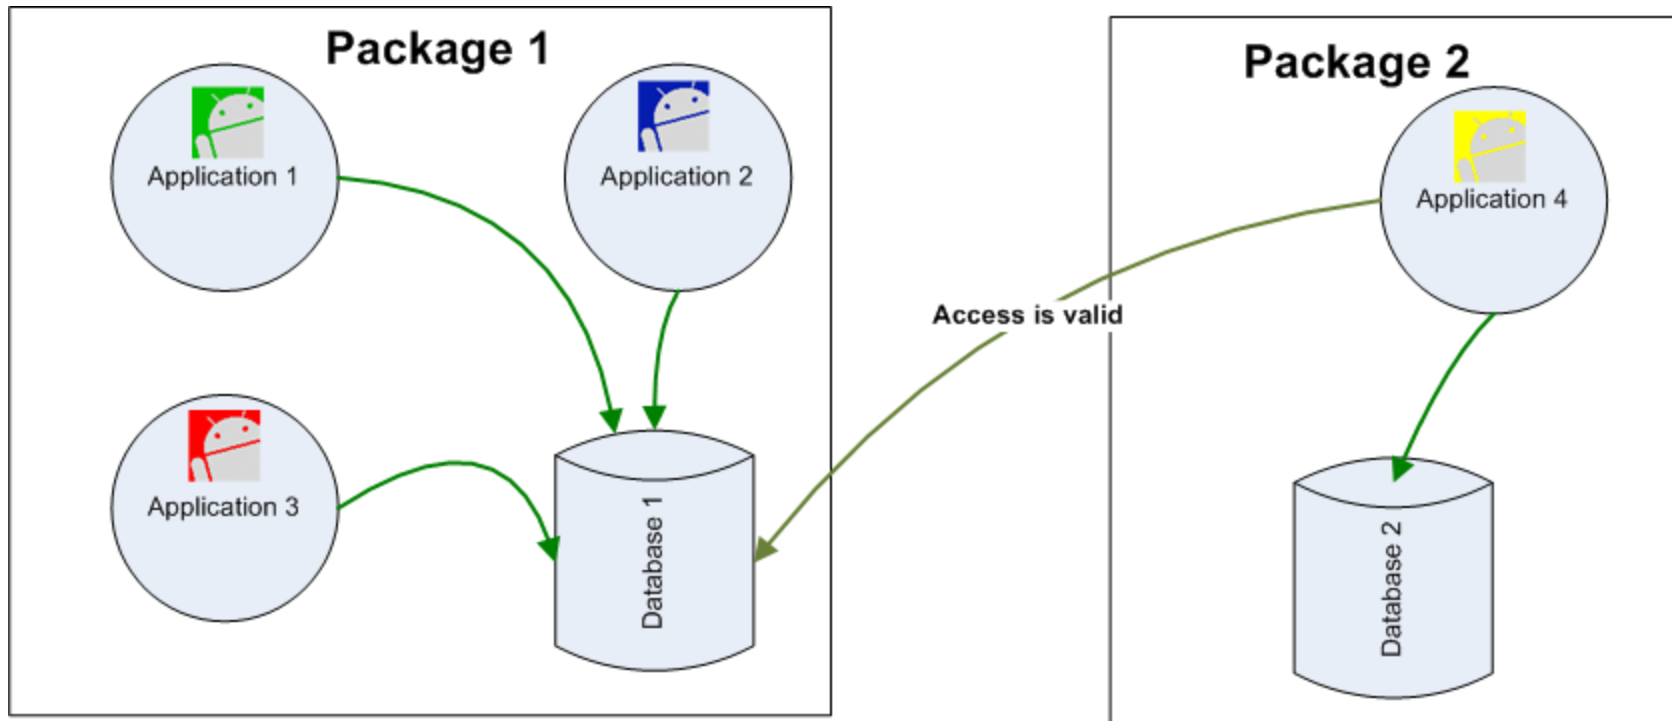 Package 1
Application 1
Application 2
Application 3
Database 1
Access is valid
Package 2
Application 4
Database 2